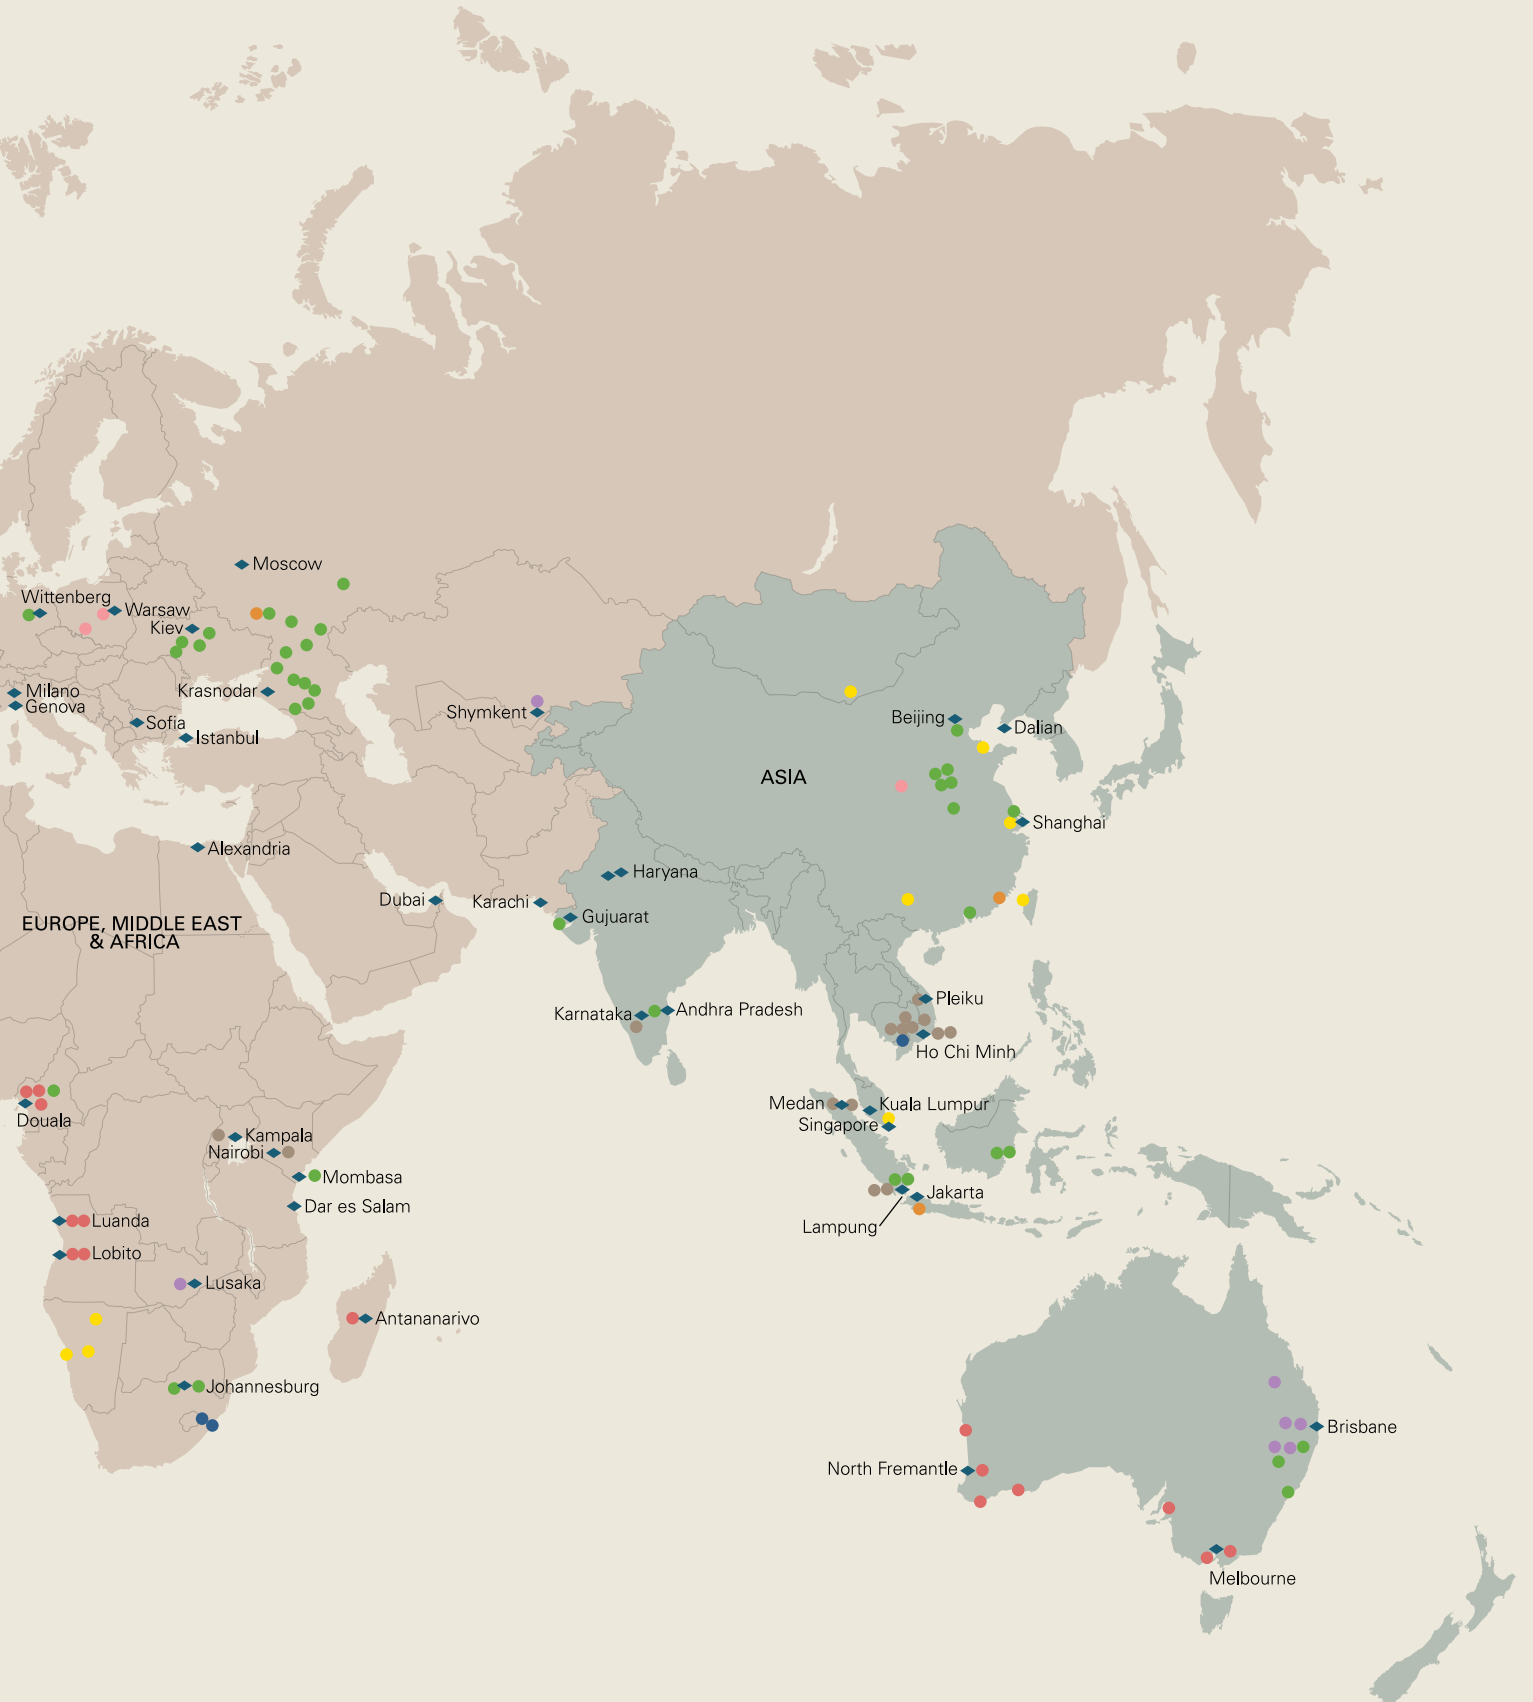 Moscow
Wittenberg
Warsaw
Kiev
Milano
Genova
Krasnodar
Sofia
Istanbul
Shymkent
Beijing
Dalian
ASIA
Shanghai
Alexandria
Haryana
Dubai
Karachi
Gujuarat
EUROPE, MIDDLE EAST
& AFRICA
Pleiku
Karnataka
Andhra Pradesh
Ho Chi Minh
Medan
Kuala Lumpur
Singapore
Douala
Kampala
Nairobi
Mombasa
Jakarta
Dar es Salam
Lampung
Luanda
Lobito
Lusaka
Antananarivo
Johannesburg
Brisbane
North Fremantle
Melbourne